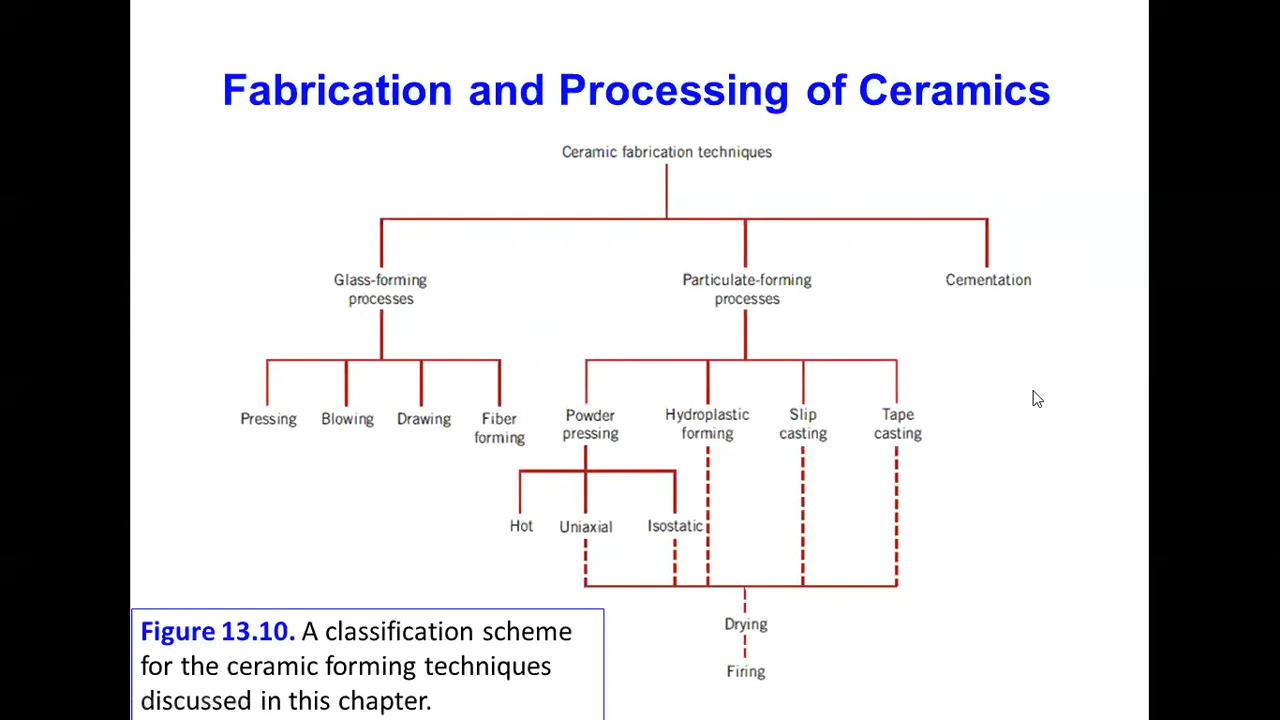 Fabrication and Processing of Ceramics
Ceramic fabrication techniques
Glass-forming
processes
Particulate-forming
processes
Cementation
Pressing
Blowing
Drawing
Fiber
forming
Powder
pressing
Hydroplastic
forming
Slip
casting
Tape
casting
Hot
Uniaxial
Isostatic
Drying
Firing
Figure 13.10. A classification scheme
for the ceramic forming techniques
discussed in this chapter.